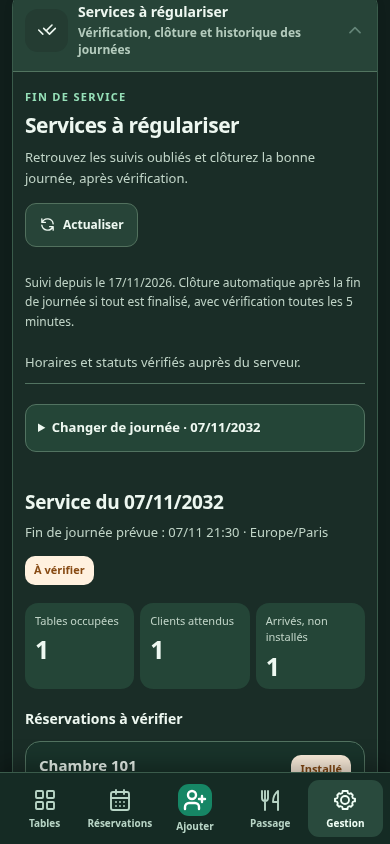 Services à régulariser
Vérification, clôture et historique des
journées
FIN DE SERVICE
Services à régulariser
Retrouvez les suivis oubliés et clôturez la bonne
journée, après vérification.
Actualiser
Suivi depuis le 17/11/2026. Clôture automatique après la fin
de journée si tout est finalisé, avec vérification toutes les 5
minutes.
Horaires et statuts vérifiés auprès du serveur.
Changer de journée · 07/11/2032
Service du 07/11/2032
Fin de journée prévue : 07/11 21:30 · Europe/Paris
À vérifier
Tables occupées
1
Clients attendus
1
Arrivés, non
installés
1
Réservations à vérifier
Chambre 101
Installé
Tables
Réservations
Ajouter
Passage
Gestion